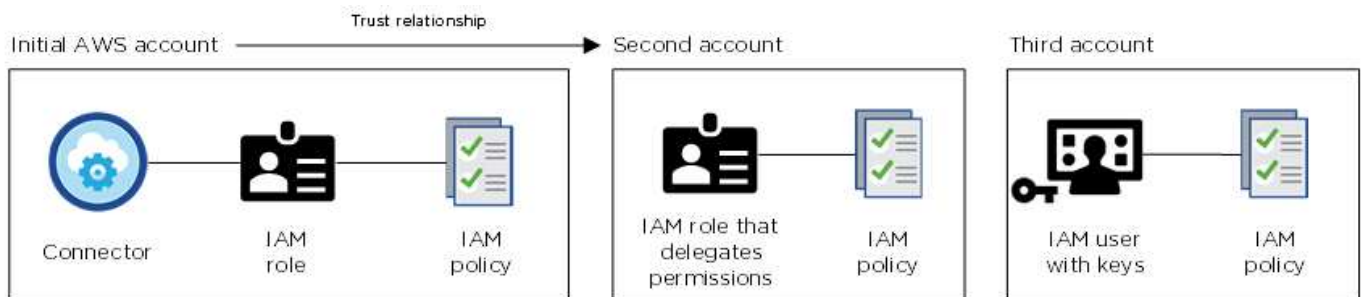 Trust relationship
Initial AWS account
Second account
Third account
Connector
IAM
role
IAM
policy
IAM role that
delegates
permissions
IAM
policy
IAM user
with keys
IAM
policy